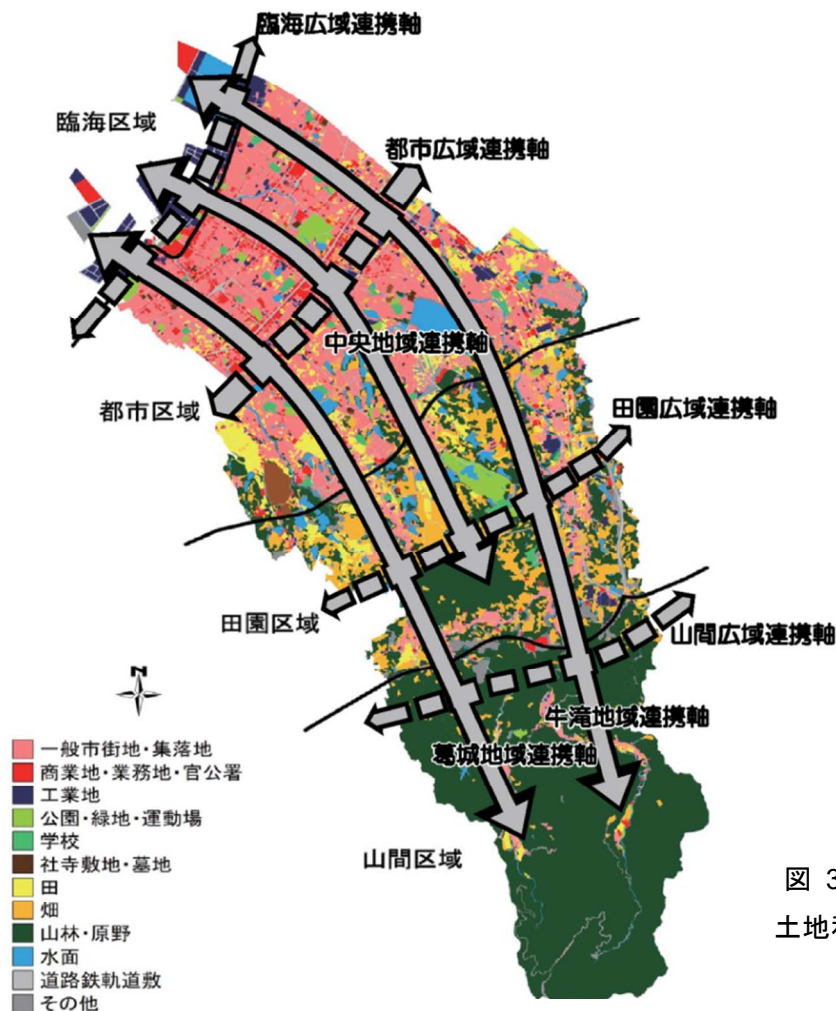 臨海広域連携軸
臨海区域
都市広域連携軸
中央地域連携軸
都市区域
田園広域連携軸
田園区域
山間広域連携軸
N
牛滝地域連携軸
葛城地域連携軸
山間区域
一般市街地・集落地
商業地・業務地・官公署
工業地
公園・緑地・運動場
学校
社寺敷地・墓地
田
畑
山林・原野
水面
道路鉄軌道敷
その他
図 3
土地